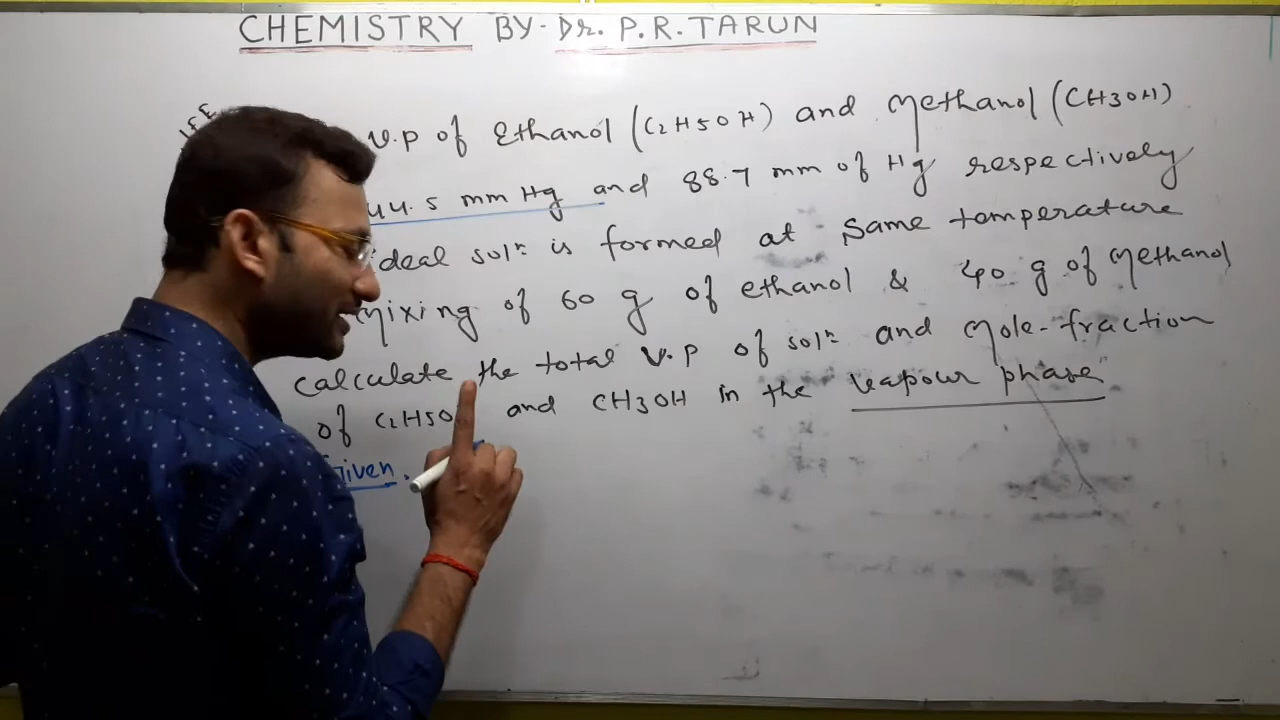 CHEMISTRY BY- Dr. P.R.TARUN
V.P of Ethanol (C2H5OH) and Methanol (CH3OH)
44.5 mm Hg and 88.7 mm of Hg respectively
ideal solⁿ is formed at same temperature
Mixing of 60 g of ethanol & 40 g of Methanol
Calculate the total V.P of solⁿ and Mole-fraction
of C2H5O and CH3OH in the vapour phase
Given.